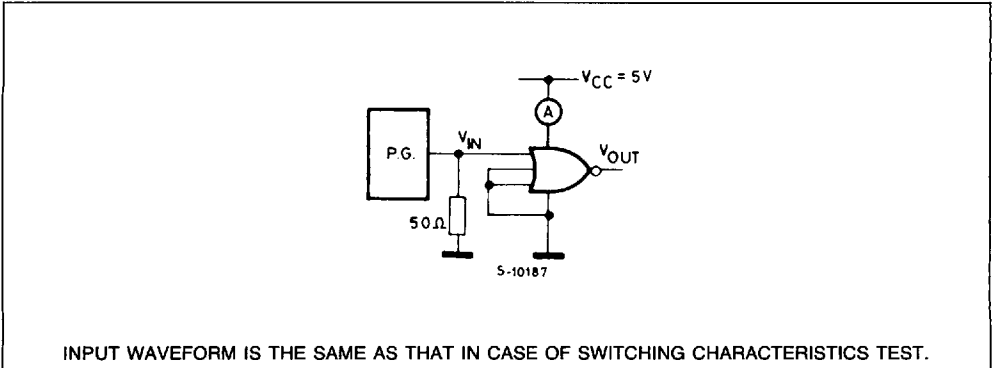 V_CC = 5V
A
P.G.
V_IN
V_OUT
50Ω
S-10187
INPUT WAVEFORM IS THE SAME AS THAT IN CASE OF SWITCHING CHARACTERISTICS TEST.